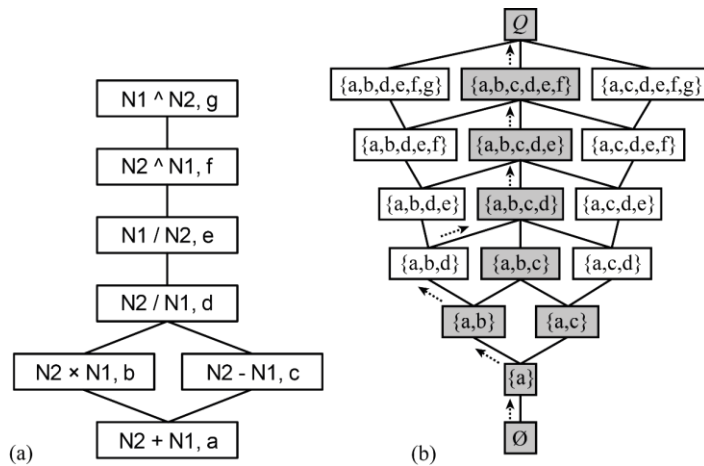 N1 ^ N2, g
N2 ^ N1, f
N1 / N2, e
N2 / N1, d
N2 × N1, b
N2 - N1, c
N2 + N1, a
(a)
Q
{a,b,d,e,f,g}
{a,b,c,d,e,f}
{a,c,d,e,f,g}
{a,b,d,e,f}
{a,b,c,d,e}
{a,c,d,e,f}
{a,b,d,e}
{a,b,c,d}
{a,c,d,e}
{a,b,d}
{a,b,c}
{a,c,d}
{a,b}
{a,c}
{a}
Ø
(b)